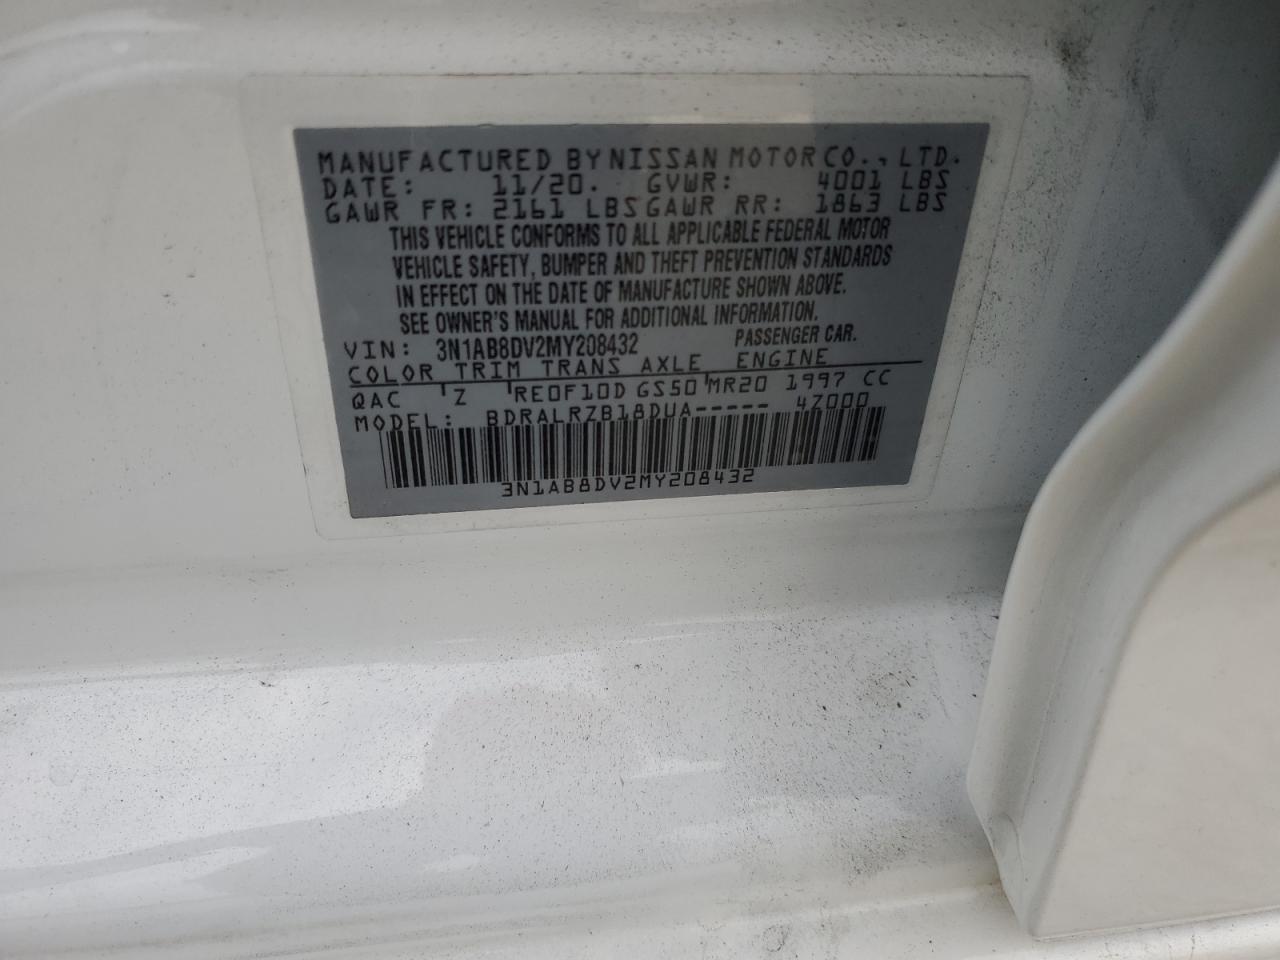 MANUFACTURED BY NISSAN MOTOR CO., LTD.
DATE: 11/20. GVWR: 4001 LBS
GAWR FR: 2161 LBS GAWR RR: 1863 LBS
THIS VEHICLE CONFORMS TO ALL APPLICABLE FEDERAL MOTOR
VEHICLE SAFETY, BUMPER AND THEFT PREVENTION STANDARDS
IN EFFECT ON THE DATE OF MANUFACTURE SHOWN ABOVE.
SEE OWNER'S MANUAL FOR ADDITIONAL INFORMATION.
VIN: 3N1AB8DV2MY208432 PASSENGER CAR.
COLOR TRIM TRANS AXLE ENGINE
QAC Z RE0F10D GS50 MR20 1997 CC
MODEL: BDRALRZB18DUA----- 4Z000
3N1AB8DV2MY208432